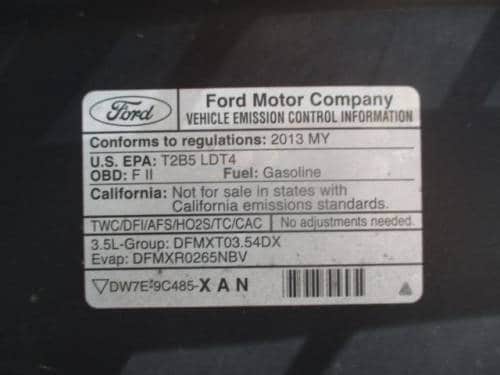 Ford
Ford Motor Company
VEHICLE EMISSION CONTROL INFORMATION
Conforms to regulations: 2013 MY
U.S. EPA: T2B5 LDT4
OBD: F II Fuel: Gasoline
California: Not for sale in states with
California emissions standards.
TWC/DFI/AFS/HO2S/TC/CAC No adjustments needed.
3.5L-Group: DFMXT03.54DX
Evap: DFMXR0265NBV
DW7E-9C485-XAN